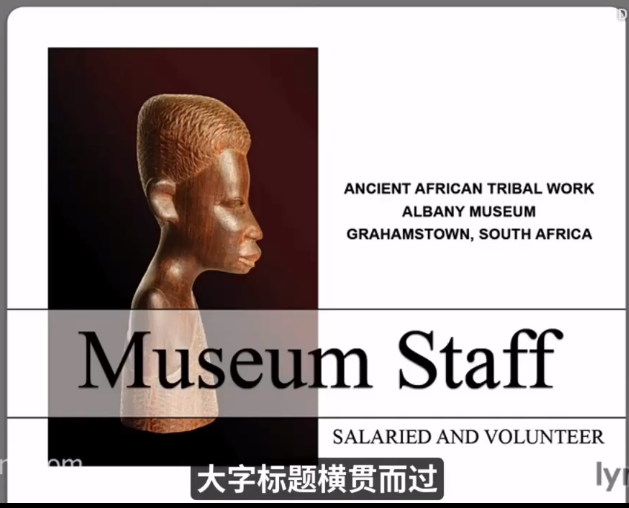 ANCIENT AFRICAN TRIBAL WORK
ALBANY MUSEUM
GRAHAMSTOWN, SOUTH AFRICA
Museum Staff
SALARIED AND VOLUNTEER
大字标题横贯而过